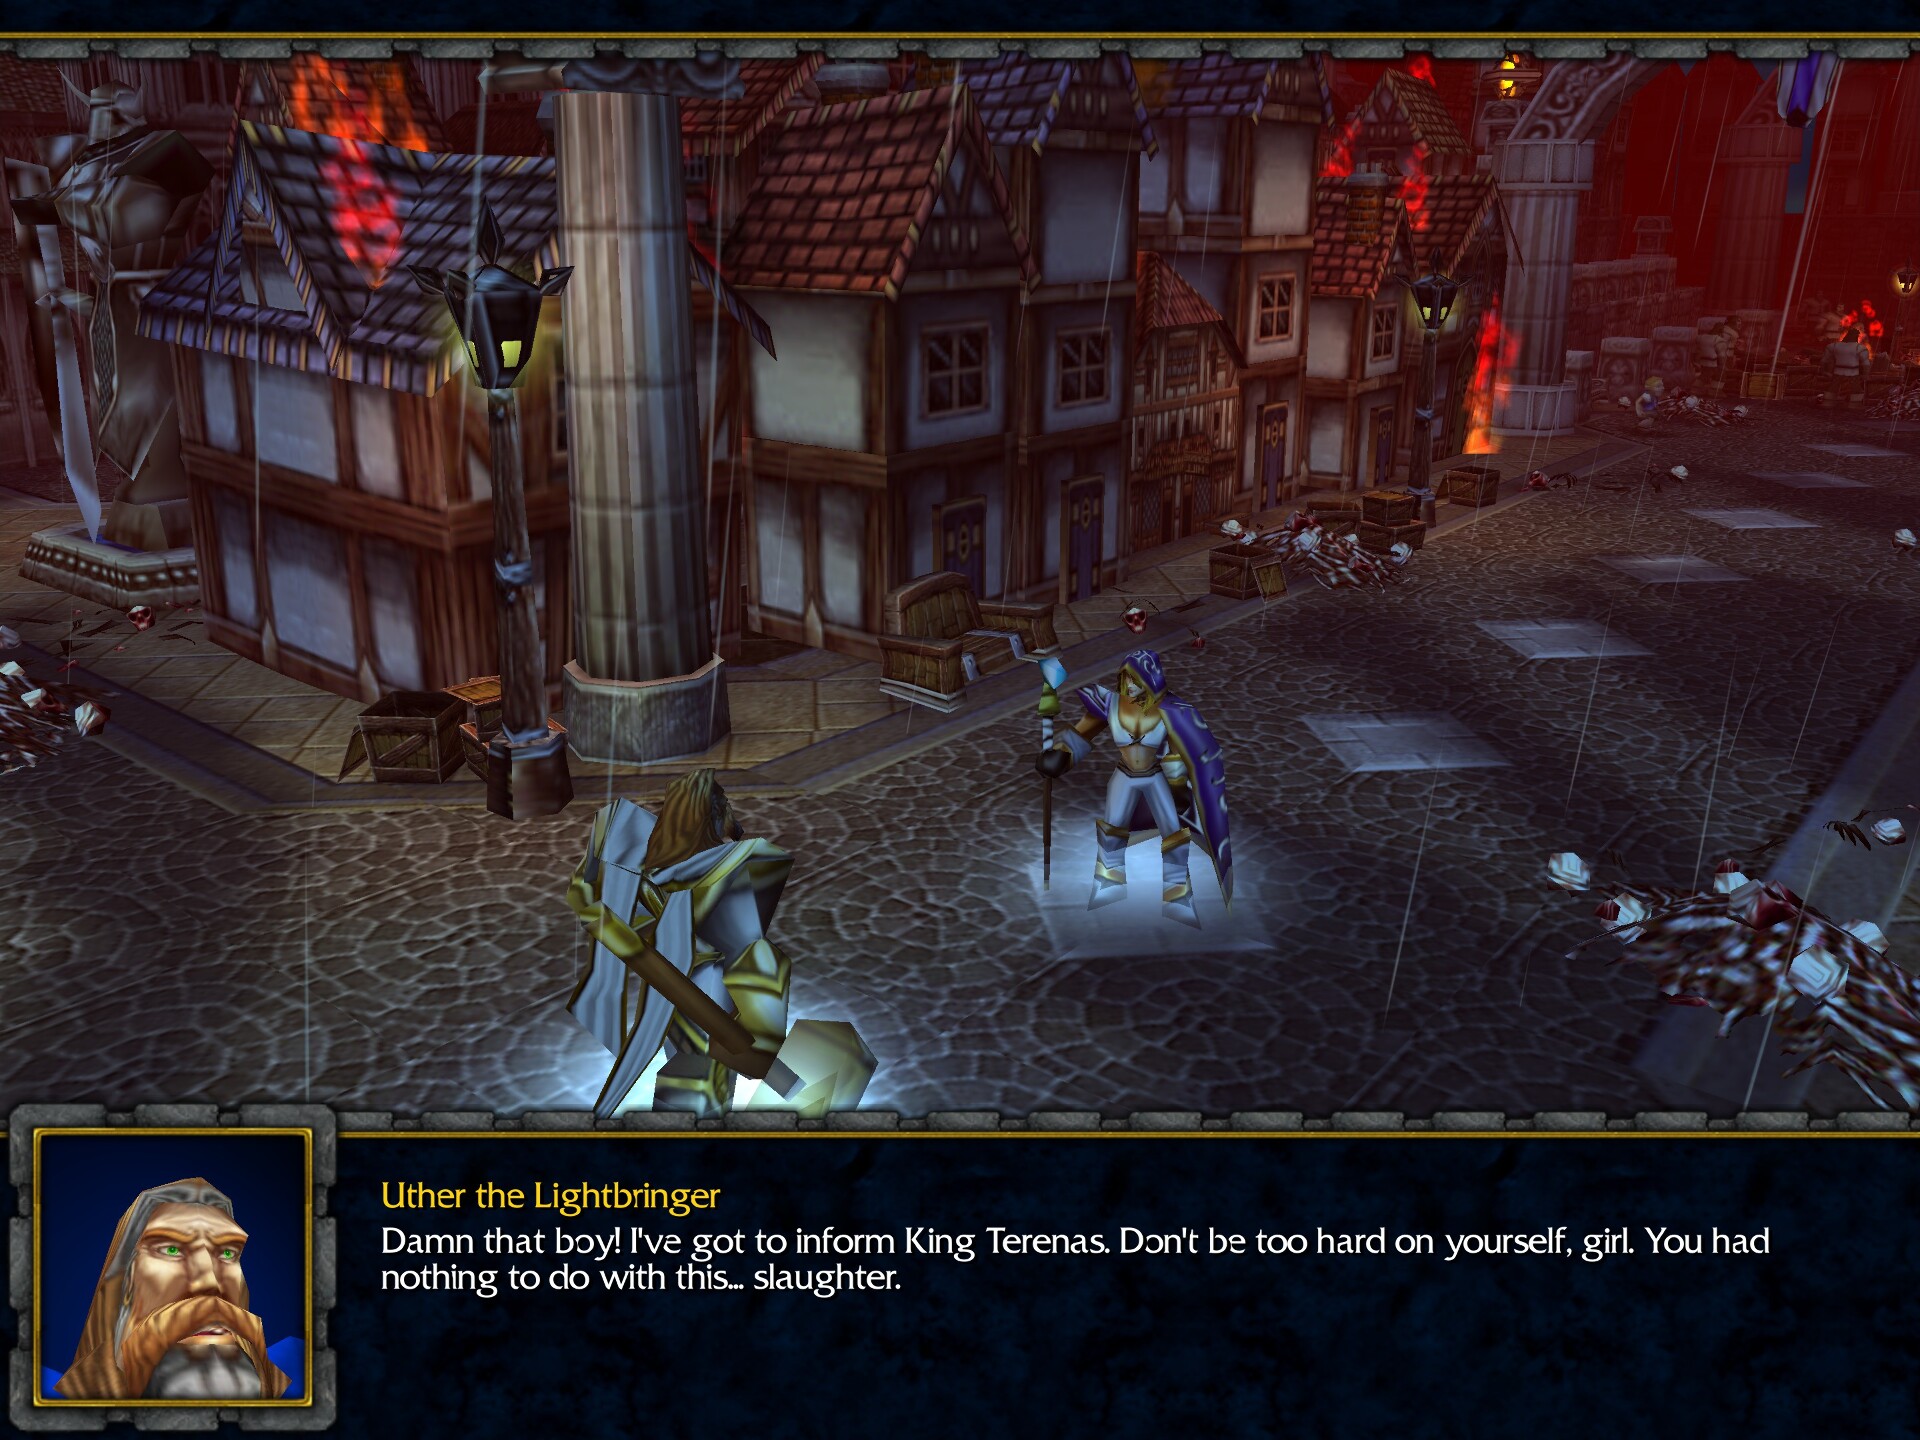 Uther the Lightbringer
Damn that boy! I've got to inform King Terenas. Don't be too hard on yourself, girl. You had
nothing to do with this... slaughter.